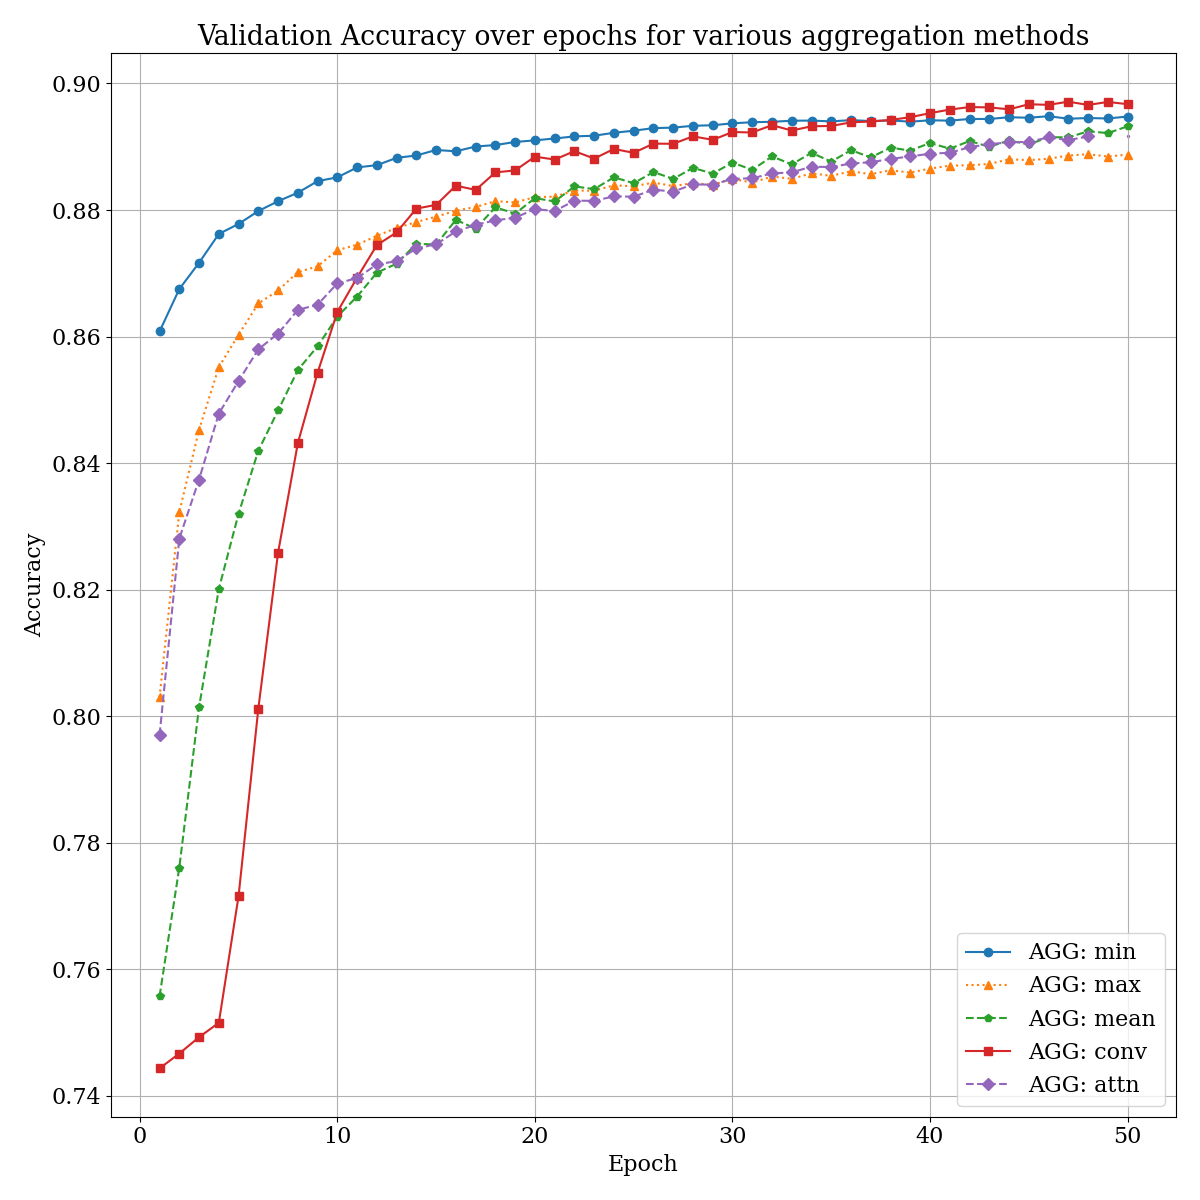 Validation Accuracy over epochs for various aggregation methods
0.90
0.88
0.86
0.84
0.82
0.80
0.78
0.76
0.74
Accuracy
0 10 20 30 40 50
Epoch
AGG: min
AGG: max
AGG: mean
AGG: conv
AGG: attn